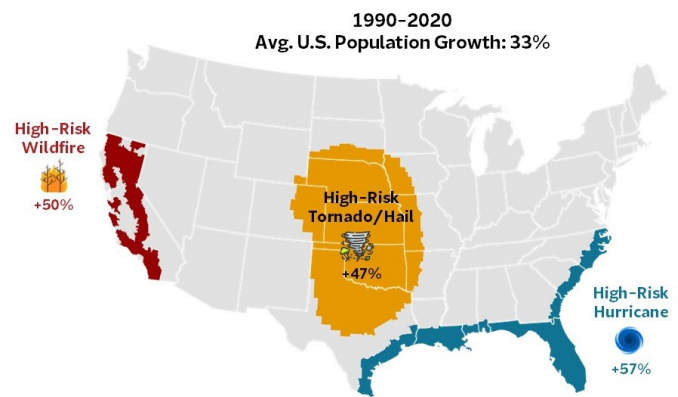 1990-2020
Avg. U.S. Population Growth: 33%
High-Risk
Wildfire
+50%
High-Risk
Tornado/Hail
+47%
High-Risk
Hurricane
+57%